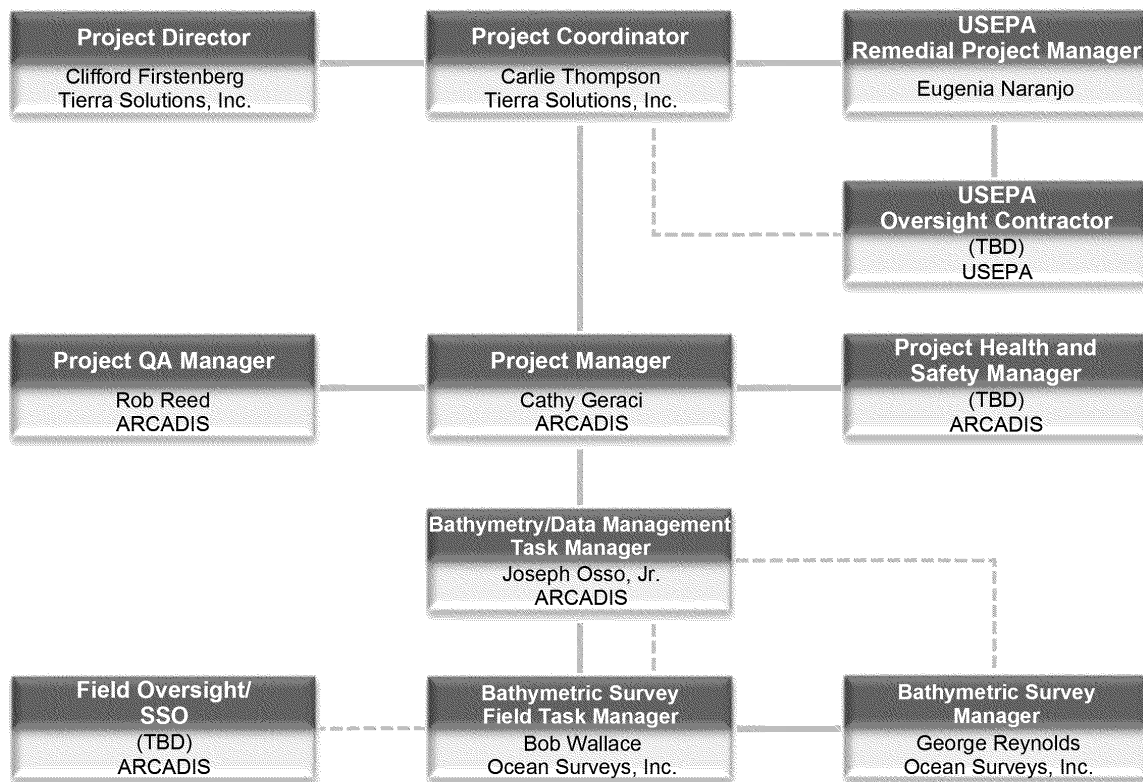 Project Director
Clifford Firstenberg
Tierra Solutions, Inc.
Project Coordinator
Carlie Thompson
Tierra Solutions, Inc.
USEPA
Remedial Project Manager
Eugenia Naranjo
USEPA
Oversight Contractor
(TBD)
USEPA
Project QA Manager
Rob Reed
ARCADIS
Project Manager
Cathy Geraci
ARCADIS
Project Health and
Safety Manager
(TBD)
ARCADIS
Bathymetry/Data Management
Task Manager
Joseph Osso, Jr.
ARCADIS
Field Oversight/
SSO
(TBD)
ARCADIS
Bathymetric Survey
Field Task Manager
Bob Wallace
Ocean Surveys, Inc.
Bathymetric Survey
Manager
George Reynolds
Ocean Surveys, Inc.